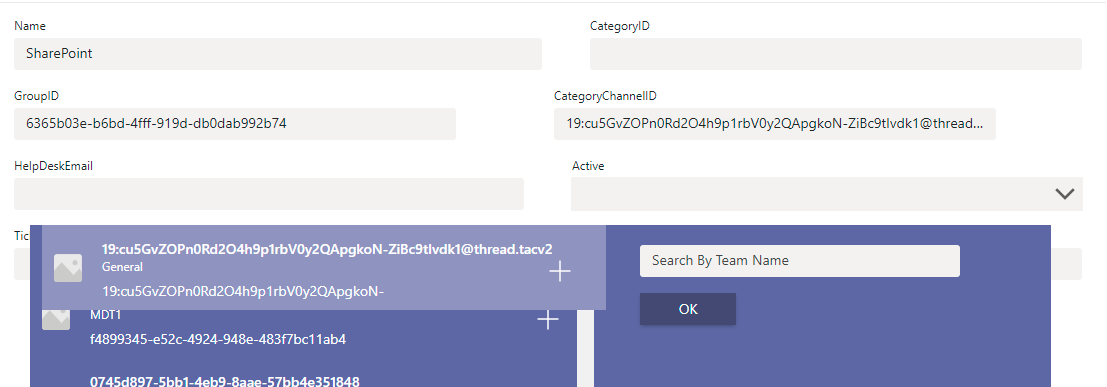 Name
CategoryID
SharePoint
GroupID
CategoryChannelID
6365b03e-b6bd-4fff-919d-db0dab992b74
19:cu5GvZOPn0Rd2O4h9p1rbV0y2QApgkoN-ZiBc9tIvdk1@thread...
HelpDeskEmail
Active
Tic
19:cu5GvZOPn0Rd2O4h9p1rbV0y2QApgkoN-ZiBc9tIvdk1@thread.tacv2
General
19:cu5GvZOPn0Rd2O4h9p1rbV0y2QApgkoN-
Search By Team Name
OK
MDT1
f4899345-e52c-4924-948e-483f7bc11ab4
0745d897-5bb1-4eb9-8aae-57bb4e351848